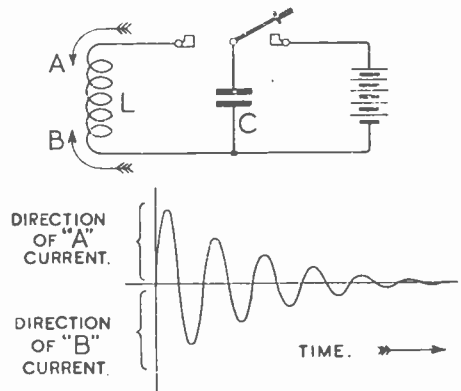 A
L
B
C
DIRECTION
OF "A"
CURRENT.
DIRECTION
OF "B"
CURRENT.
TIME.